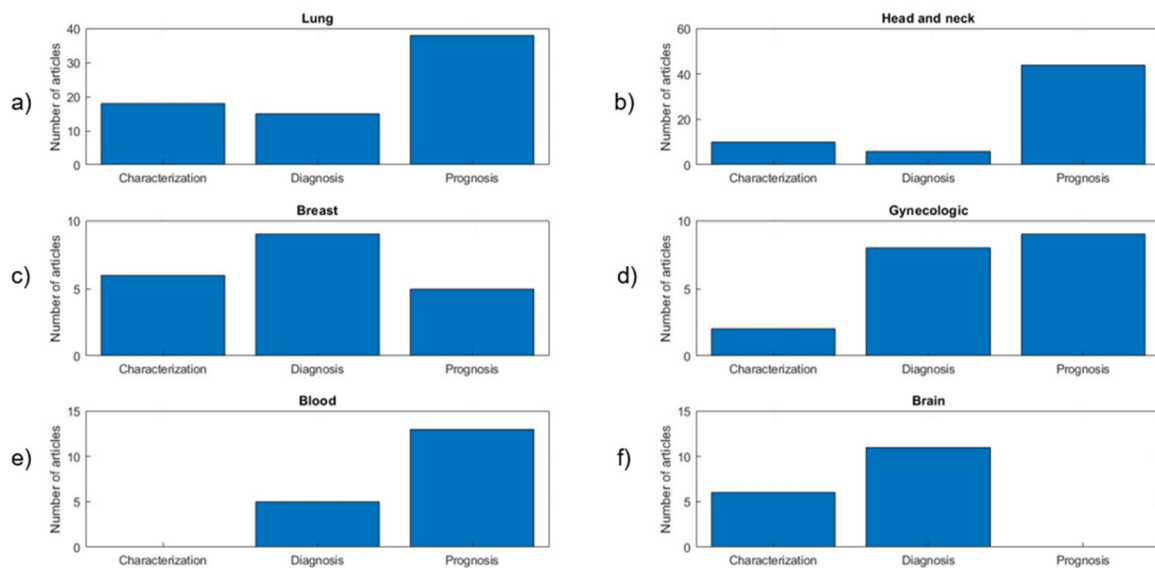 a)
Lung
Number of articles
40
30
20
10
0
Characterization Diagnosis Prognosis
b)
Head and neck
Number of articles
60
40
20
0
Characterization Diagnosis Prognosis
c)
Breast
Number of articles
10
5
0
Characterization Diagnosis Prognosis
d)
Gynecologic
Number of articles
10
5
0
Characterization Diagnosis Prognosis
e)
Blood
Number of articles
15
10
5
0
Characterization Diagnosis Prognosis
f)
Brain
Number of articles
15
10
5
0
Characterization Diagnosis Prognosis